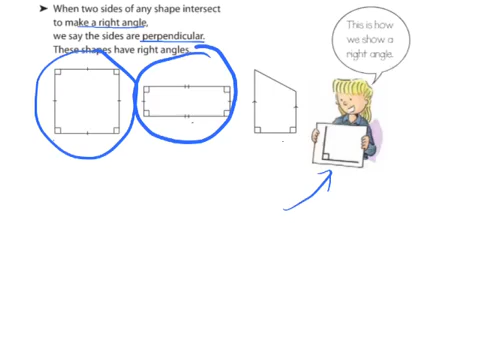 ➤ When two sides of any shape intersect
to make a right angle,
we say the sides are perpendicular.
These shapes have right angles.
This is how
we show a
right angle.